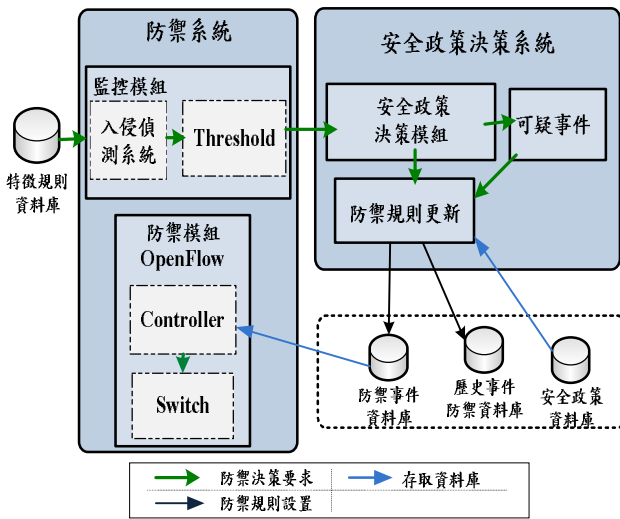 防禦系統
監控模組
入侵偵
測系統
Threshold
特徵規則
資料庫
防禦模組
OpenFlow
Controller
Switch
安全政策決策系統
安全政策
決策模組
可疑事件
防禦規則更新
防禦事件
資料庫
歷史事件
防禦資料庫
安全政策
資料庫
防禦決策要求
存取資料庫
防禦規則設置